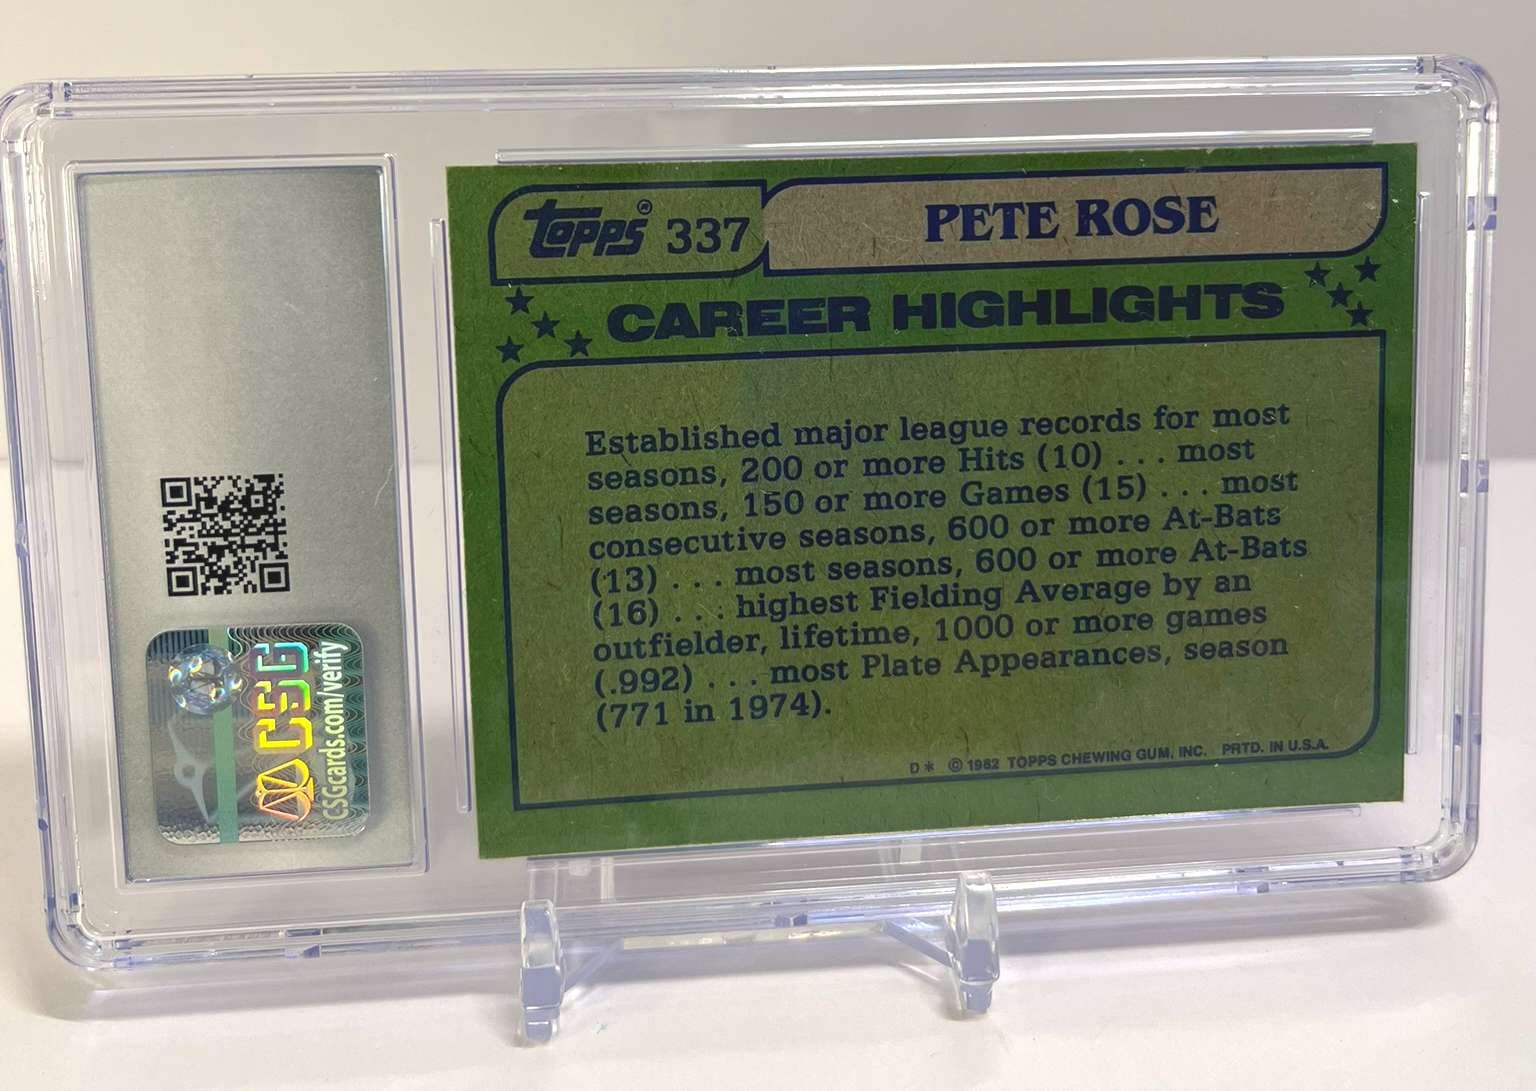 Topps® 337 PETE ROSE
CAREER HIGHLIGHTS
Established major league records for most
seasons, 200 or more Hits (10) . . . most
seasons, 150 or more Games (15) . . . most
consecutive seasons, 600 or more At-Bats
(13) . . . most seasons, 600 or more At-Bats
(16) . . . highest Fielding Average by an
outfielder, lifetime, 1000 or more games
(.992) . . . most Plate Appearances, season
(771 in 1974).
D* © 1982 TOPPS CHEWING GUM, INC. PRTD. IN U.S.A.
CSG
CSGcards.com/verify